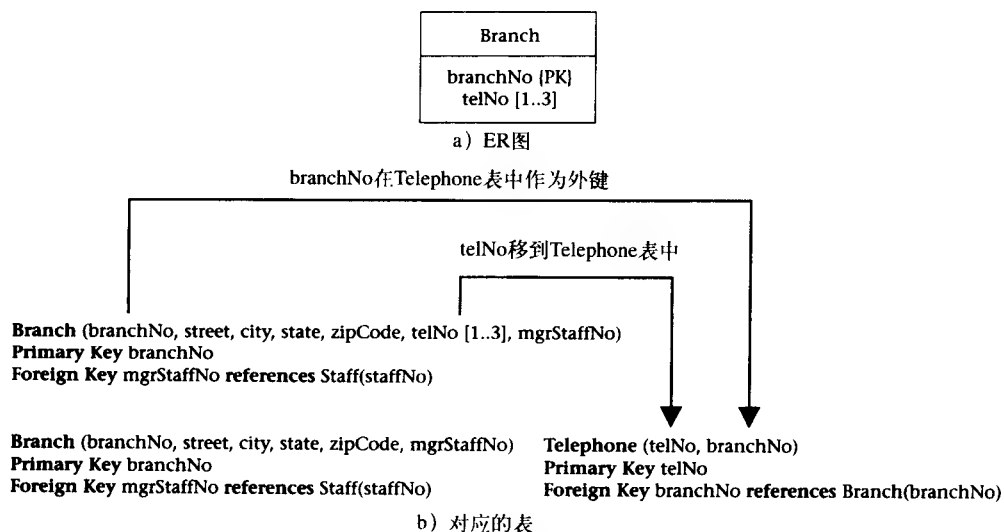 Branch
branchNo {PK}
telNo [1..3]
a) ER图
branchNo在Telephone表中作为外键
telNo移到Telephone表中
Branch (branchNo, street, city, state, zipCode, telNo [1..3], mgrStaffNo)
Primary Key branchNo
Foreign Key mgrStaffNo references Staff(staffNo)
Branch (branchNo, street, city, state, zipCode, mgrStaffNo)
Primary Key branchNo
Foreign Key mgrStaffNo references Staff(staffNo)
Telephone (telNo, branchNo)
Primary Key telNo
Foreign Key branchNo references Branch(branchNo)
b) 对应的表